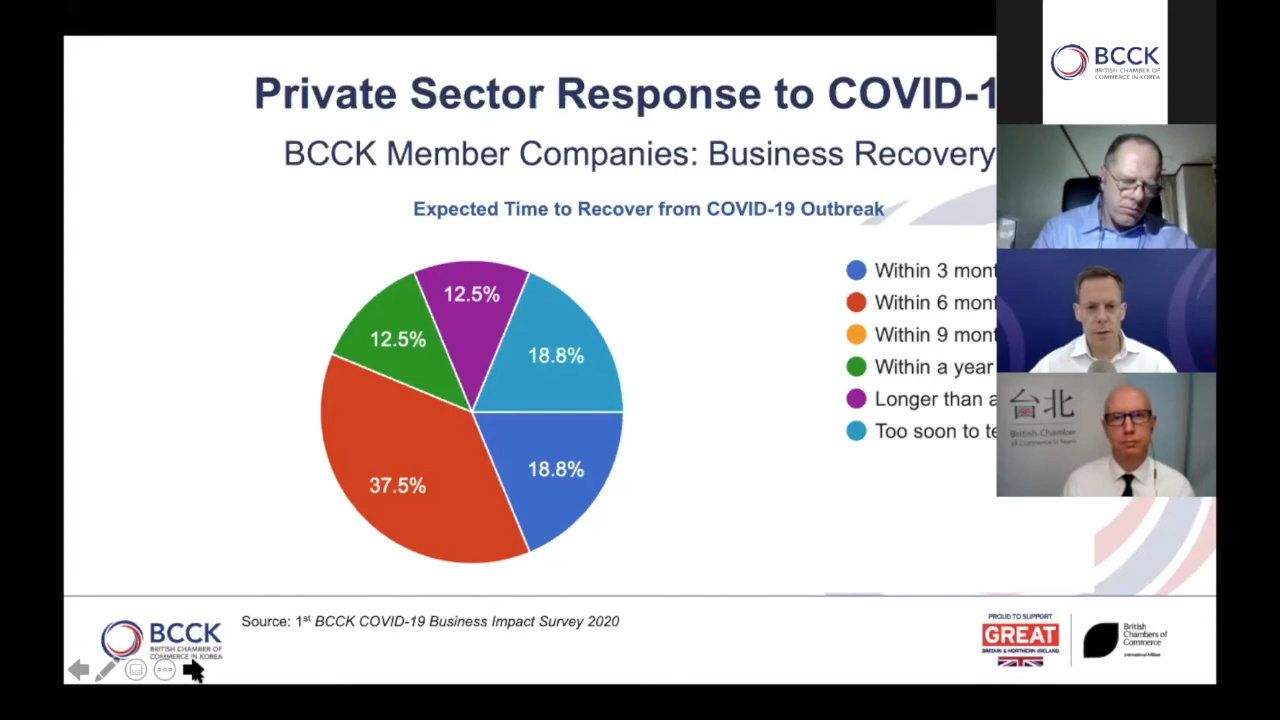 Private Sector Response to COVID-1
BCCK Member Companies: Business Recovery
Expected Time to Recover from COVID-19 Outbreak
12.5%
12.5%
18.8%
37.5%
18.8%
Within 3 mont
Within 6 mont
Within 9 mont
Within a year
Longer than a
Too soon to te
BCCK
BRITISH CHAMBER OF
COMMERCE IN KOREA
台北
British Chamber
of Commerce in Taipei
BCCK
BRITISH CHAMBER OF
COMMERCE IN KOREA
Source: 1st BCCK COVID-19 Business Impact Survey 2020
PROUD TO SUPPORT
GREAT
BRITAIN & NORTHERN IRELAND
British
Chambers of
Commerce